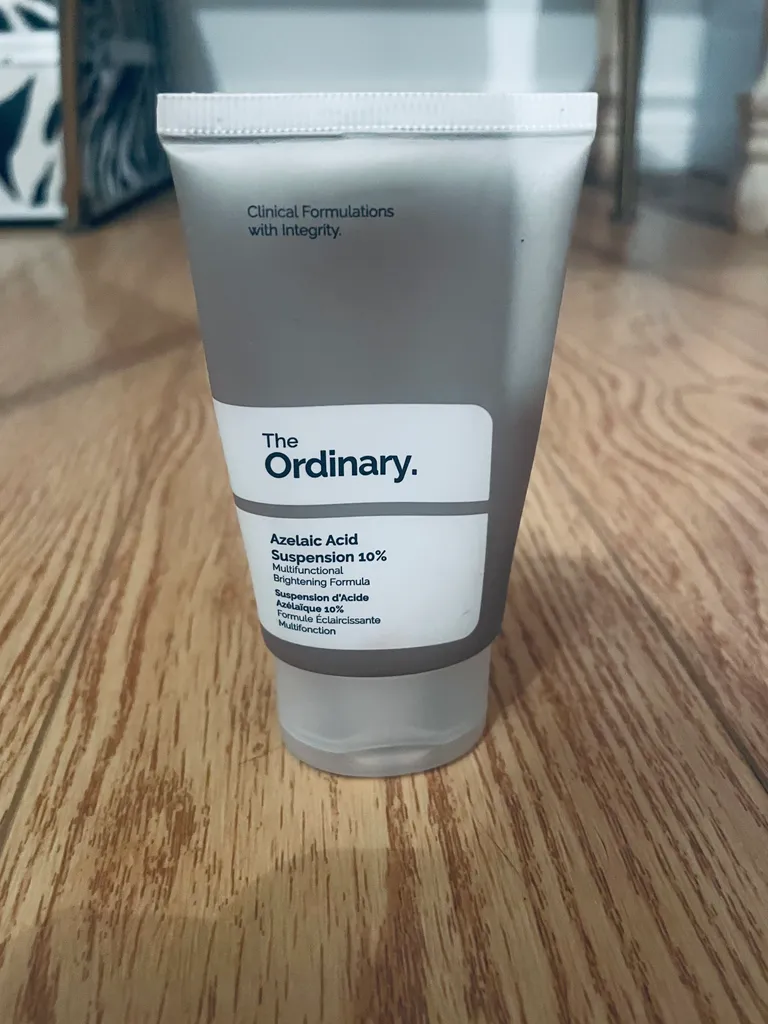 Clinical Formulations
with Integrity.
The
Ordinary.
Azelaic Acid
Suspension 10%
Multifunctional
Brightening Formula
Suspension d'Acide
Azélaïque 10%
Formule Éclaircissante
Multifonction